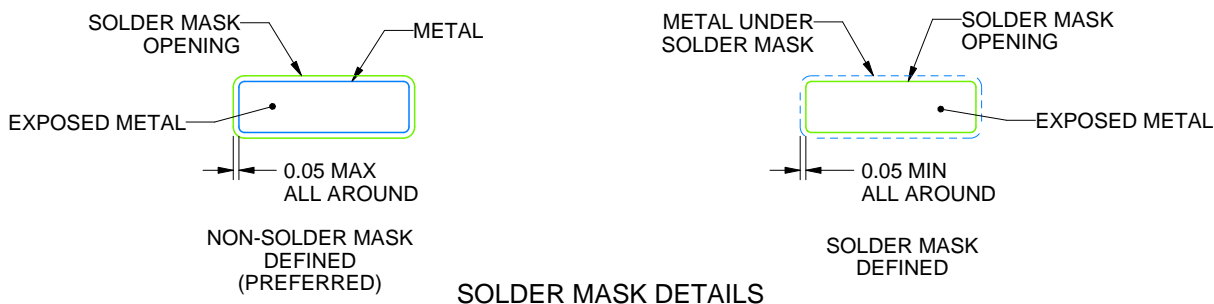 SOLDER MASK
OPENING
METAL
EXPOSED METAL
0.05 MAX
ALL AROUND
NON-SOLDER MASK
DEFINED
(PREFERRED)
METAL UNDER
SOLDER MASK
SOLDER MASK
OPENING
EXPOSED METAL
0.05 MIN
ALL AROUND
SOLDER MASK
DEFINED
SOLDER MASK DETAILS